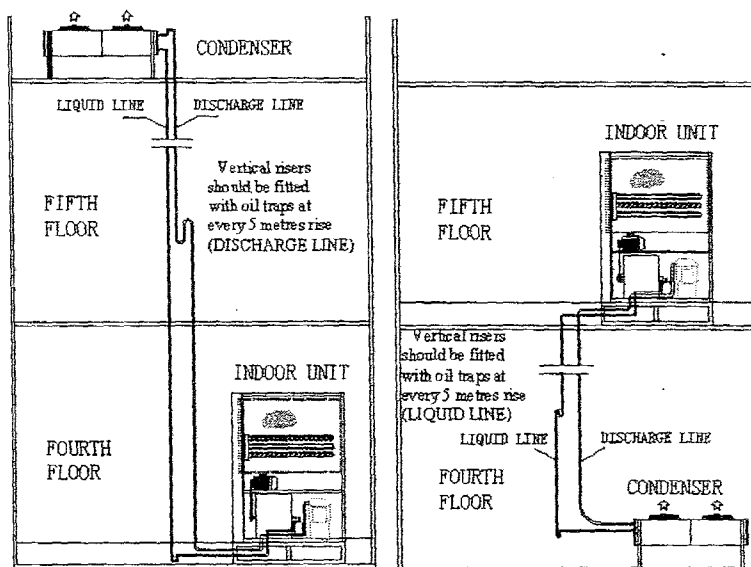 CONDENSER
LIQUID LINE
DISCHARGE LINE
Vertical risers
should be fitted
with oil traps at
every 5 metres rise
(DISCHARGE LINE)
FIFTH
FLOOR
INDOOR UNIT
FOURTH
FLOOR
INDOOR UNIT
FIFTH
FLOOR
Vertical risers
should be fitted
with oil traps at
every 5 metres rise
(LIQUID LINE)
LIQUID LINE
DISCHARGE LINE
FOURTH
FLOOR
CONDENSER